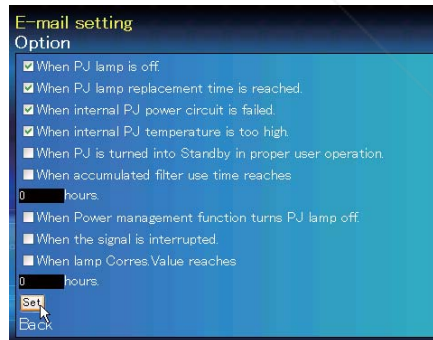 E-mail setting
Option
When PJ lamp is off.
When PJ lamp replacement time is reached.
When internal PJ power circuit is failed.
When internal PJ temperature is too high.
When PJ is turned into Standby in proper user operation.
When accumulated filter use time reaches
0 hours.
When Power management function turns PJ lamp off.
When the signal is interrupted.
When lamp Corres.Value reaches
0 hours.
Set
Back